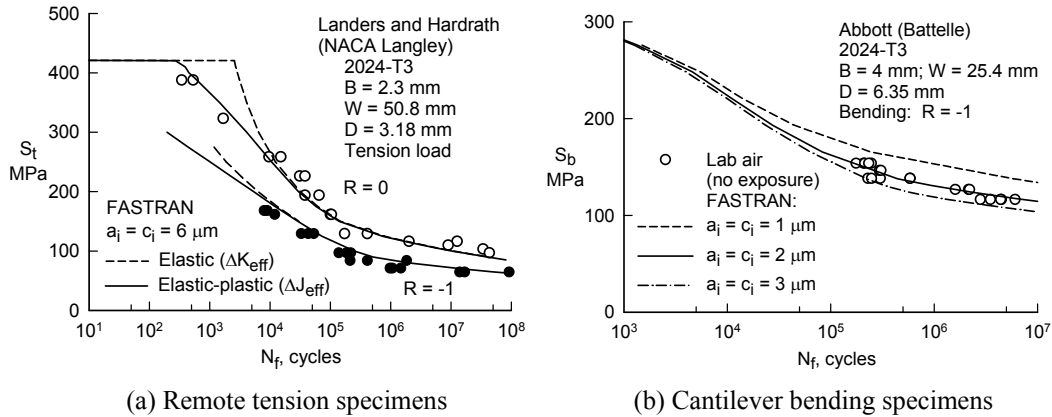 500
400
300
200
100
0
S_t
MPa
Landers and Hardrath
(NACA Langley)
2024-T3
B = 2.3 mm
W = 50.8 mm
D = 3.18 mm
Tension load
R = 0
FASTRAN
a_i = c_i = 6 μm
Elastic (ΔK_eff)
Elastic-plastic (ΔJ_eff)
R = -1
10^1 10^2 10^3 10^4 10^5 10^6 10^7 10^8
N_f, cycles
(a) Remote tension specimens
300
200
100
0
S_b
MPa
Abbott (Battelle)
2024-T3
B = 4 mm; W = 25.4 mm
D = 6.35 mm
Bending: R = -1
Lab air
(no exposure)
FASTRAN:
a_i = c_i = 1 μm
a_i = c_i = 2 μm
a_i = c_i = 3 μm
10^3 10^4 10^5 10^6 10^7
N_f, cycles
(b) Cantilever bending specimens